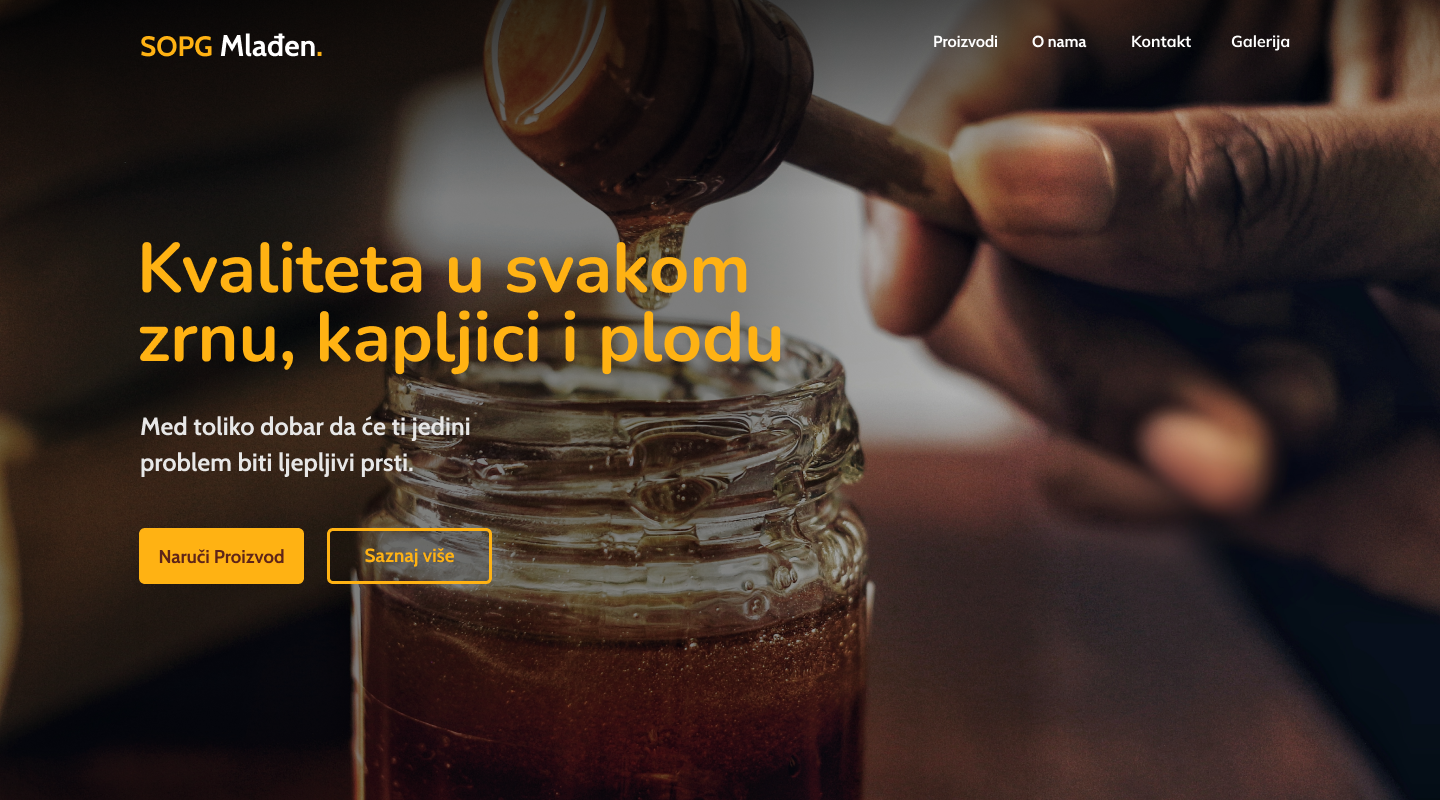 SOPG Mlađen.
Proizvodi O nama Kontakt Galerija
Kvaliteta u svakom
zrnu, kapljici i plodu
Med toliko dobar da će ti jedini
problem biti ljepljivi prsti.
Naruči Proizvod
Saznaj više